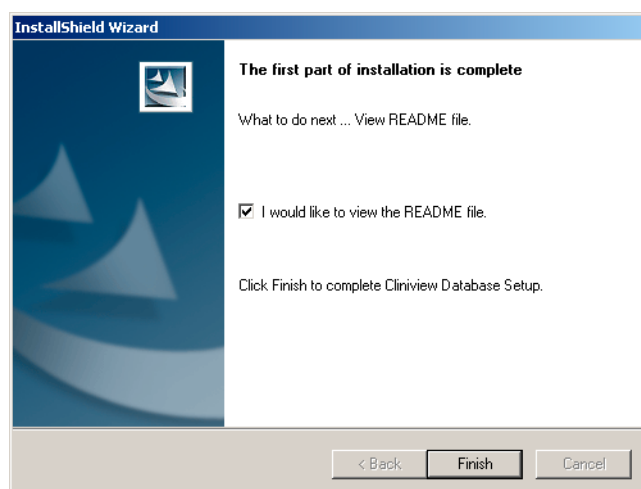 InstallShield Wizard
The first part of installation is complete
What to do next ... View README file.
I would like to view the README file.
Click Finish to complete Cliniview Database Setup.
< Back Finish Cancel